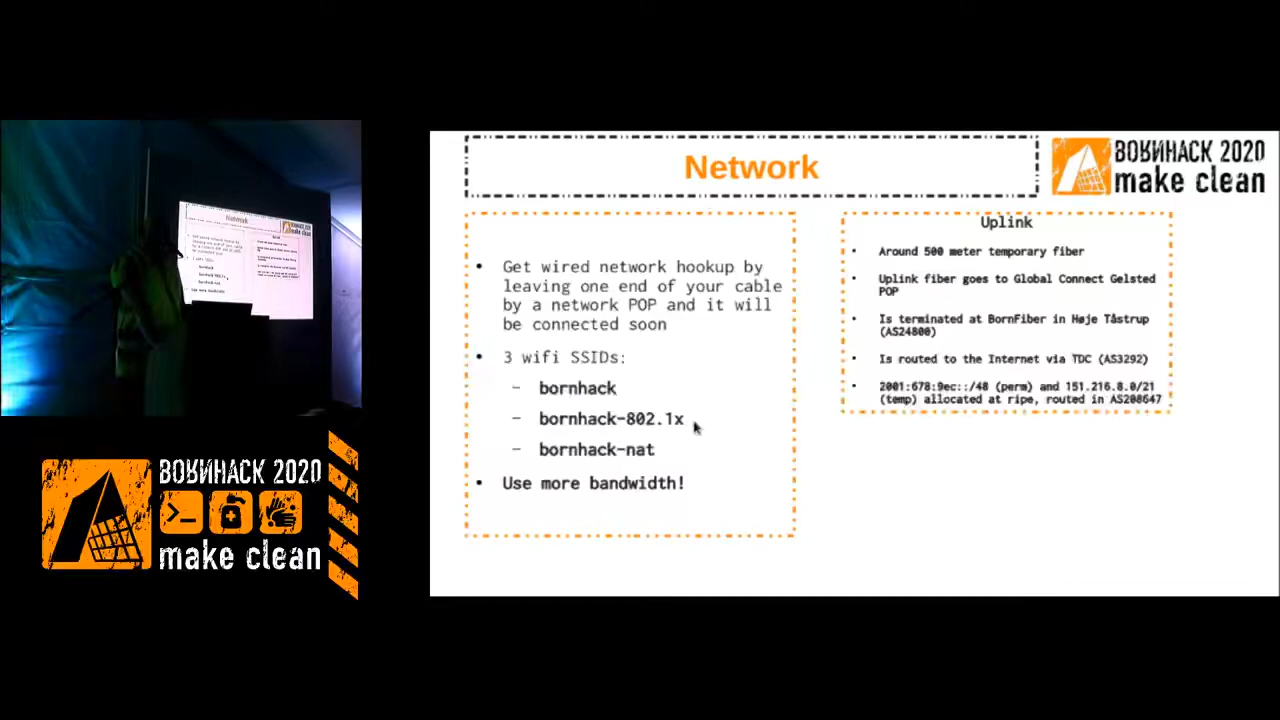 Network
BORNHACK 2020
make clean
Get wired network hookup by
leaving one end of your cable
by a network POP and it will
be connected soon
3 wifi SSIDs:
bornhack
bornhack-802.1x
bornhack-nat
Use more bandwidth!
Uplink
Around 500 meter temporary fiber
Uplink fiber goes to Global Connect Gelsted
POP
Is terminated at BornFiber in Høje Tåstrup
(AS24800)
Is routed to the Internet via TDC (AS3292)
2001:678:9ec::/48 (perm) and 151.216.8.0/21
(temp) allocated at ripe, routed in AS208647
Network
make clean
BORNHACK 2020
make clean